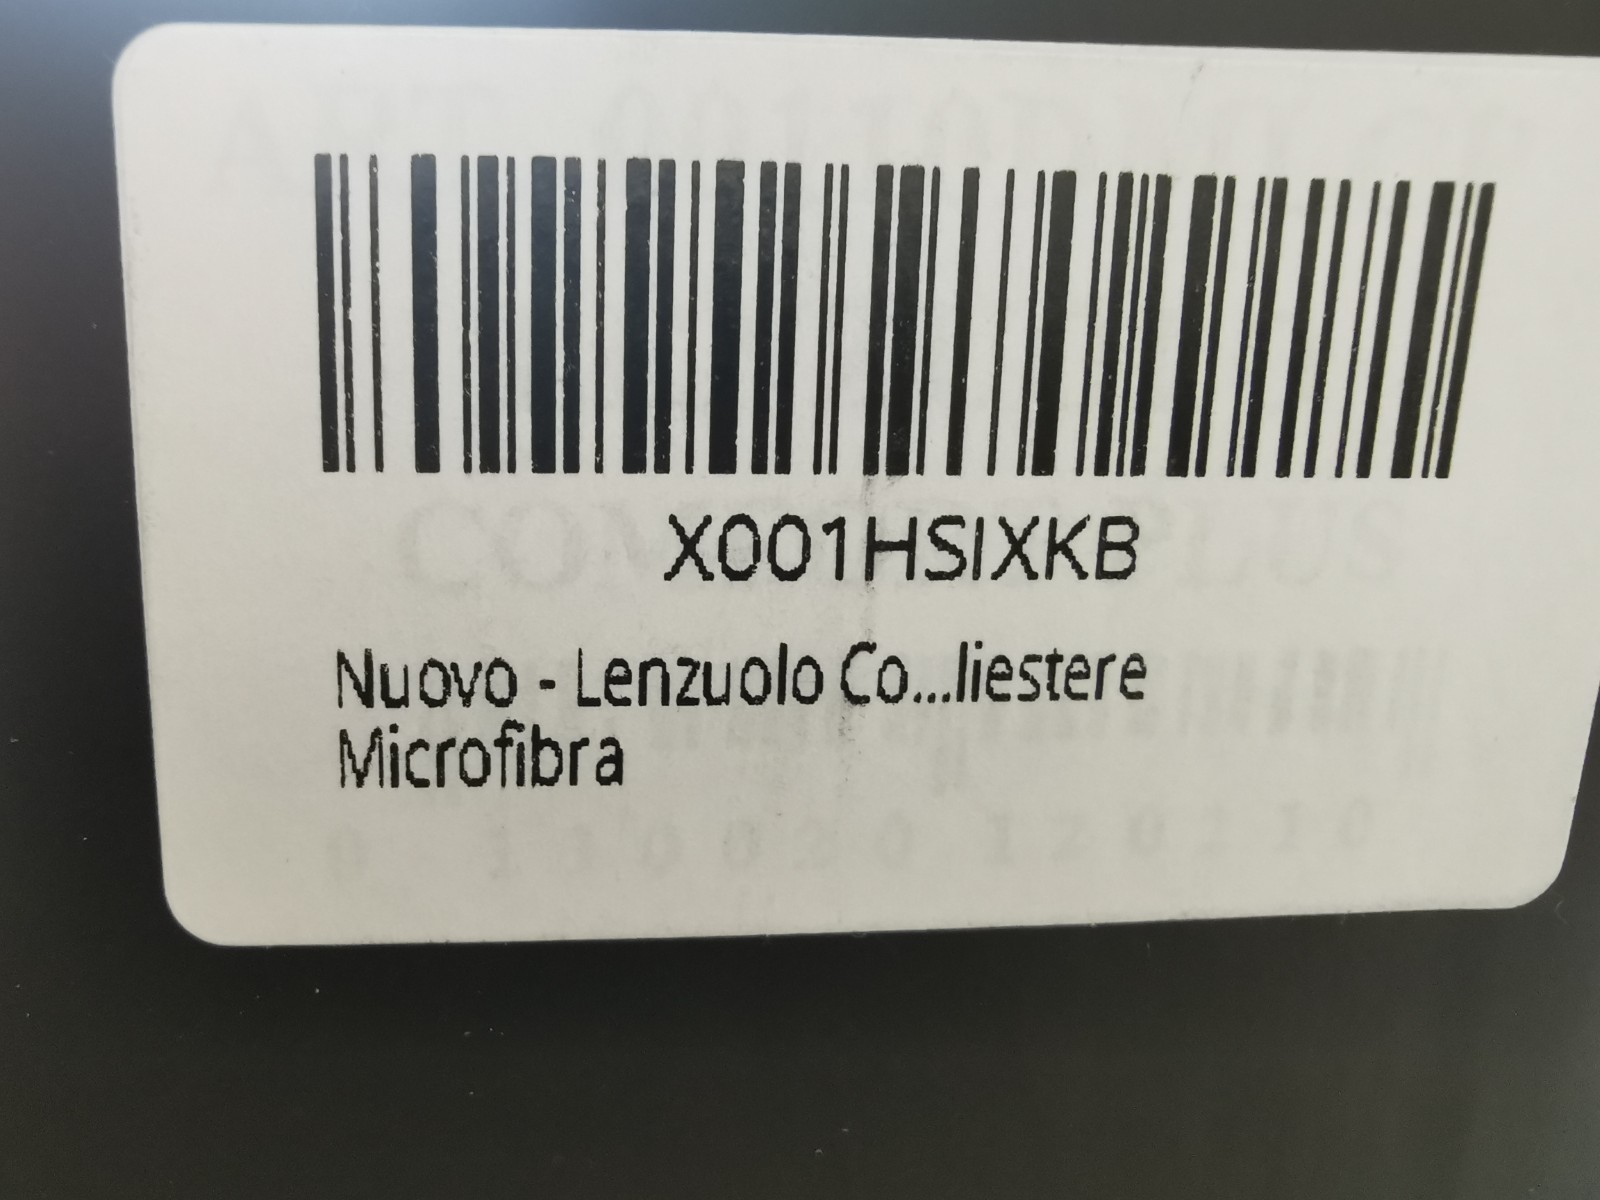 X001HSIXKB
Nuovo - Lenzuolo Co...liestere
Microfibra